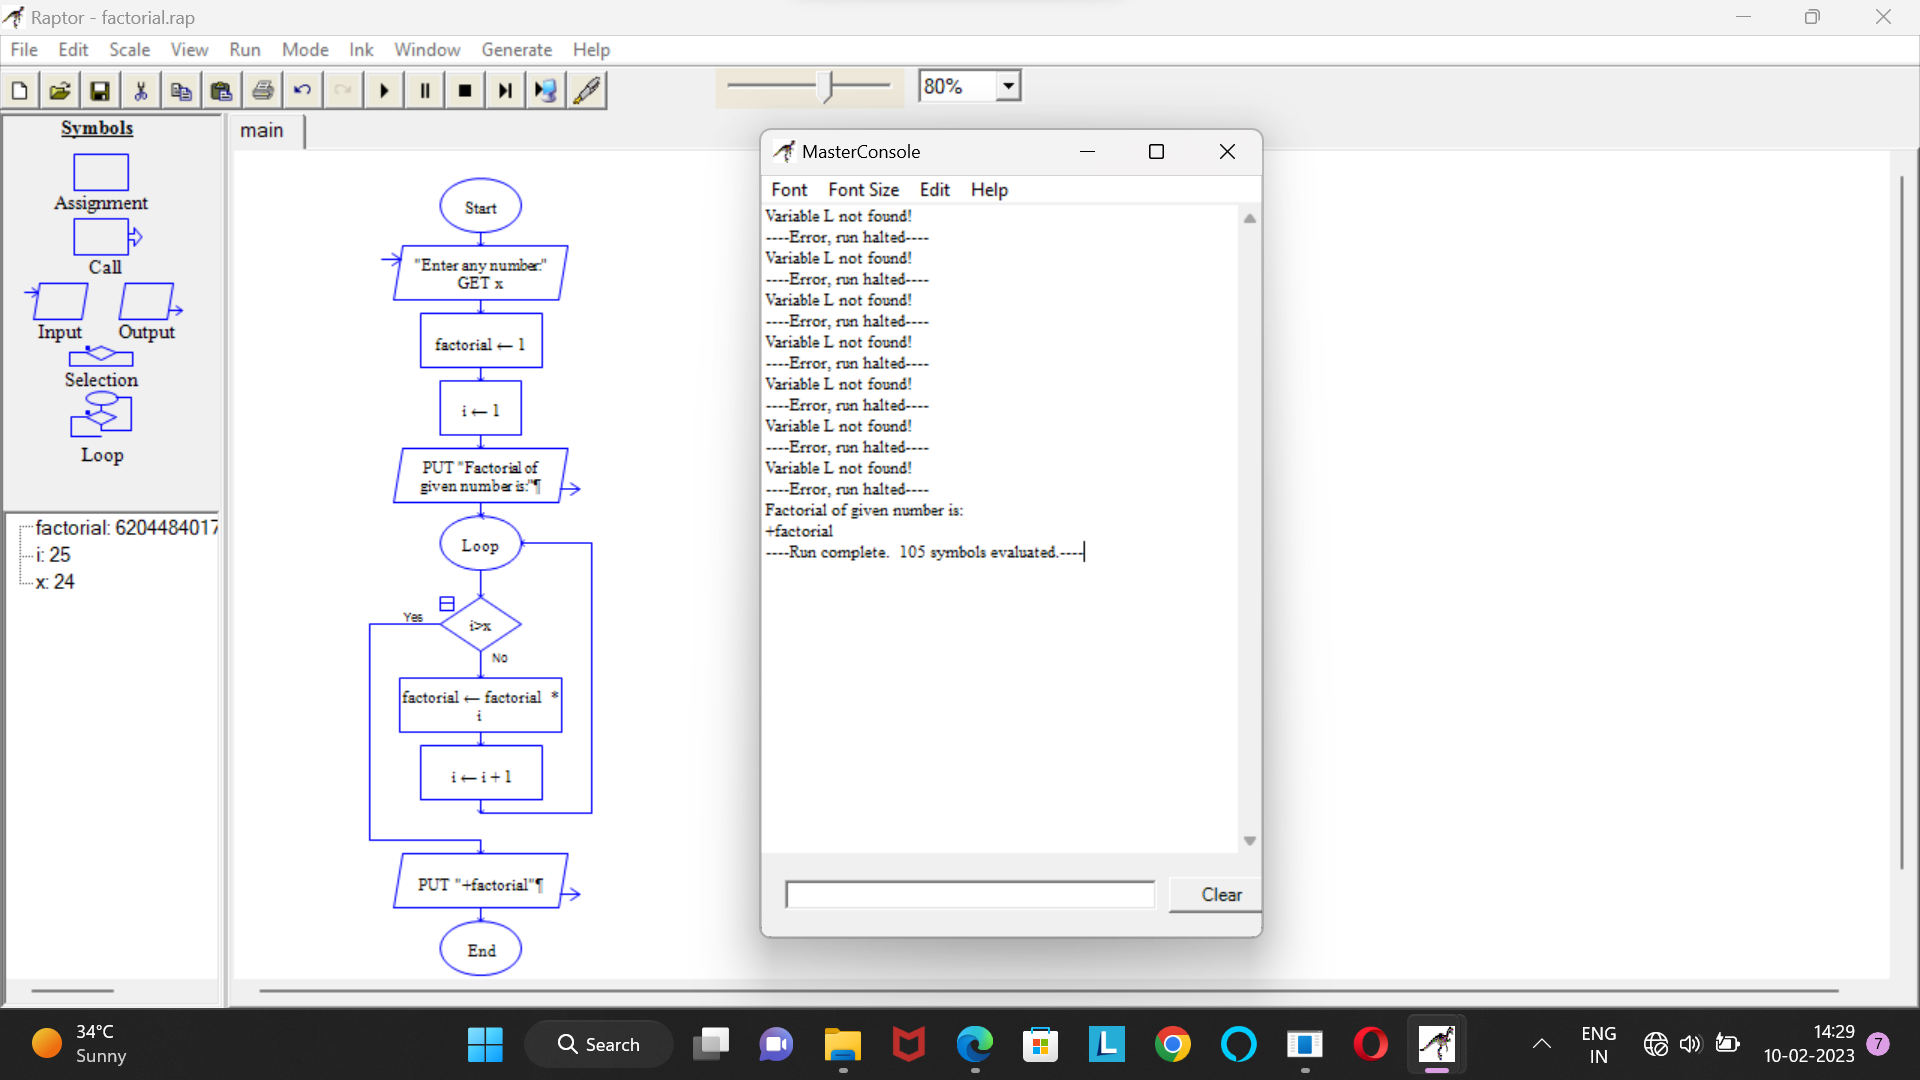 Raptor - factorial.rap
File Edit Scale View Run Mode Ink Window Generate Help
80%
Symbols
Assignment
Call
Input Output
Selection
Loop
factorial: 6204484017
i: 25
x: 24
main
Start
"Enter any number:"
GET x
factorial ← 1
i ← 1
PUT "Factorial of
given number is:"¶
Loop
Yes
i>x
No
factorial ← factorial *
i
i ← i + 1
PUT "+factorial"¶
End
MasterConsole
Font Font Size Edit Help
Variable L not found!
----Error, run halted----
Variable L not found!
----Error, run halted----
Variable L not found!
----Error, run halted----
Variable L not found!
----Error, run halted----
Variable L not found!
----Error, run halted----
Variable L not found!
----Error, run halted----
Variable L not found!
----Error, run halted----
Factorial of given number is:
+factorial
----Run complete. 105 symbols evaluated.----
Clear
34°C
Sunny
Search
L
ENG
IN
14:29
10-02-2023
7